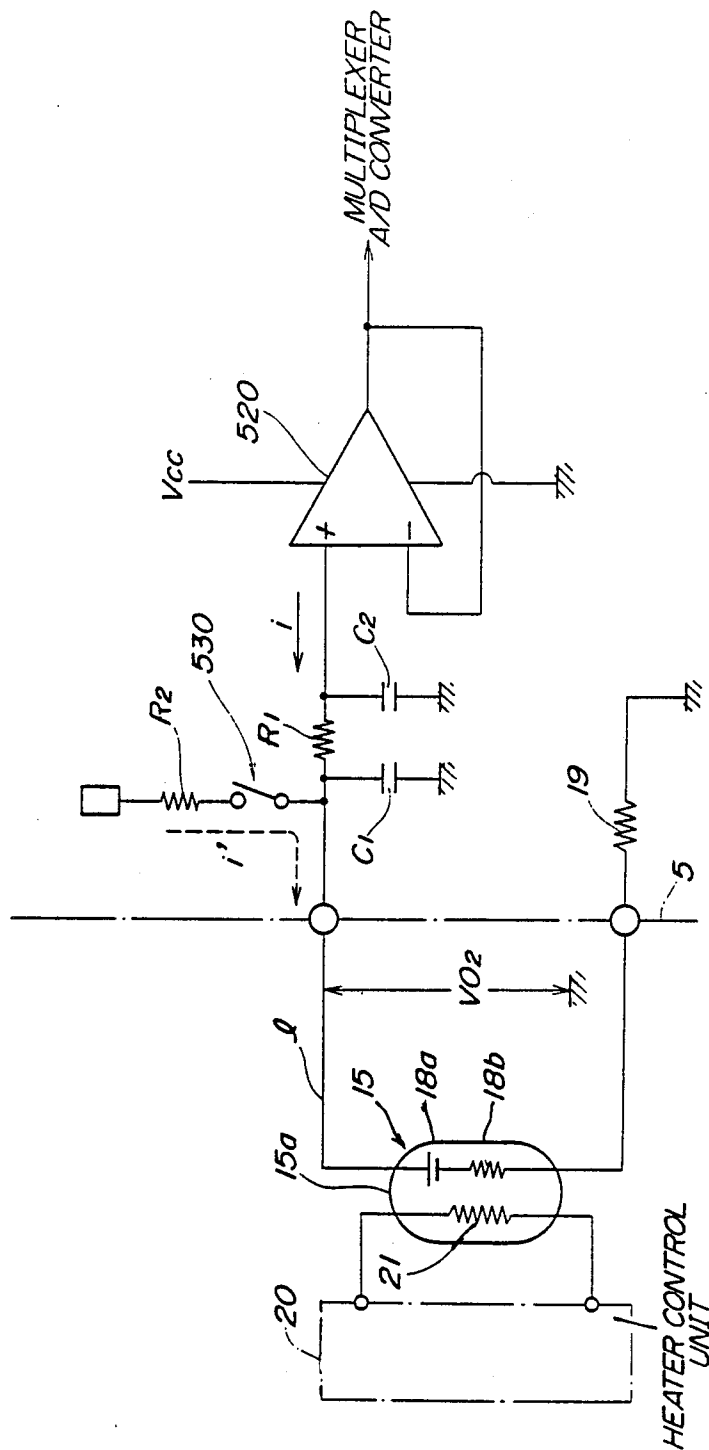 MULTIPLEXER
A/D CONVERTER
Vcc
520
+
−
i
C2
530
R2
R1
C1
i'
19
5
VO2
ℓ
15
18a
18b
15a
21
20
HEATER CONTROL
UNIT